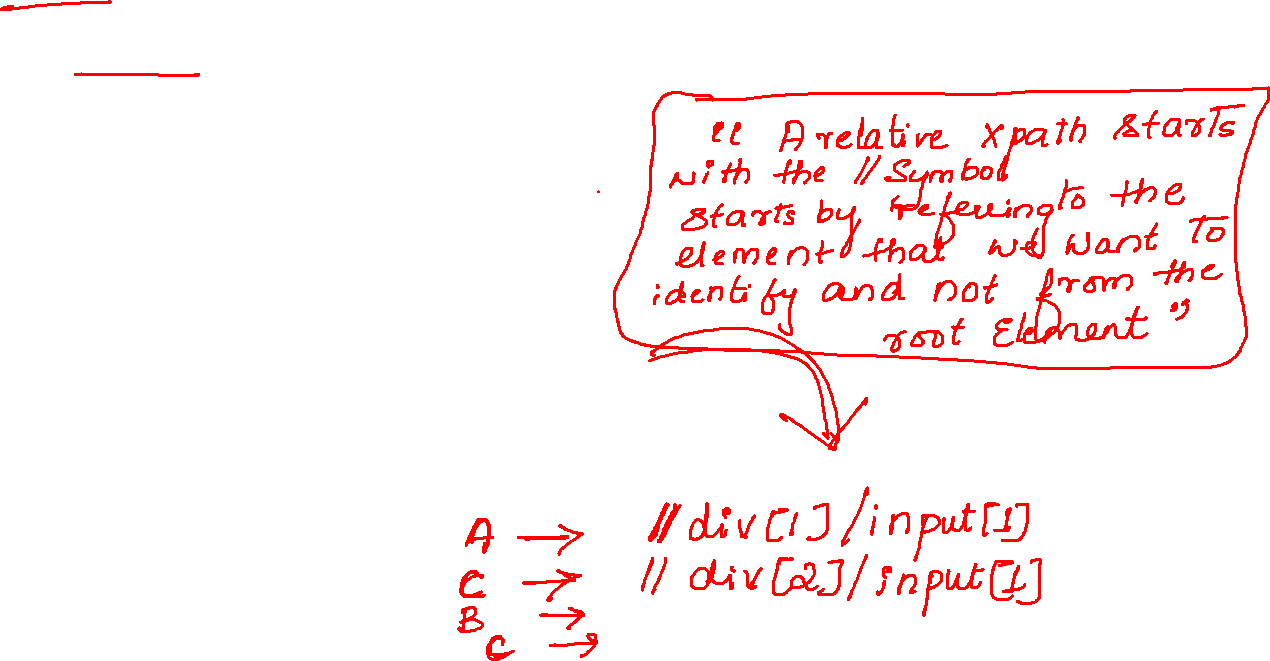 “ A relative xpath starts
with the // Symbol
starts by refering to the
element that we want to
identify and not from the
root Element ”
A → // div[1]/input[1]
C → // div[2]/input[1]
B →
C →